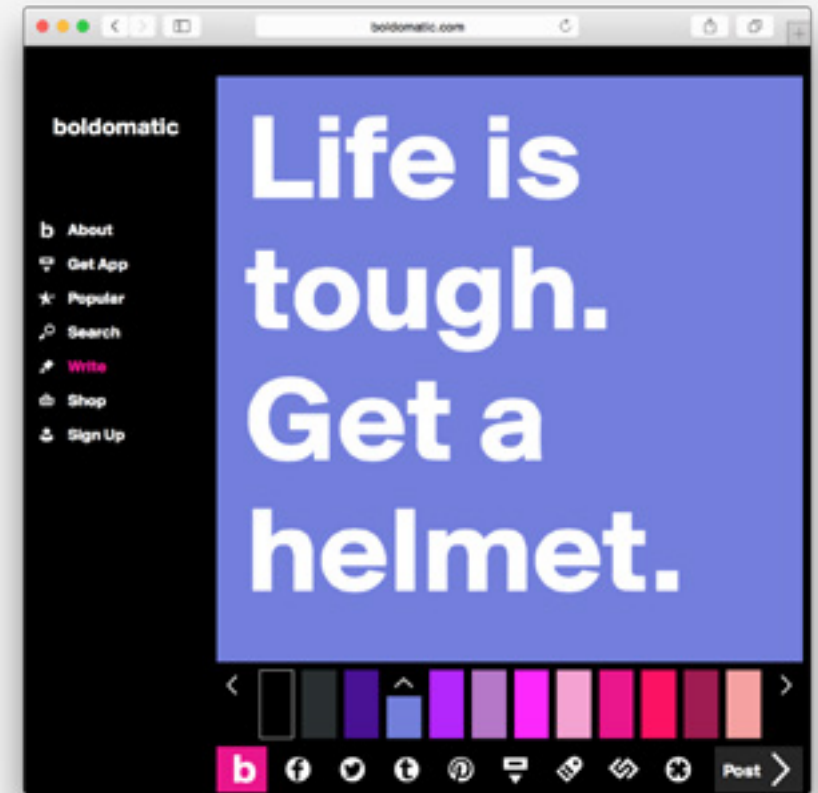 boldomatic.com
boldomatic
b About
Get App
Popular
Search
Write
Shop
Sign Up
Life is
tough.
Get a
helmet.
b
Post